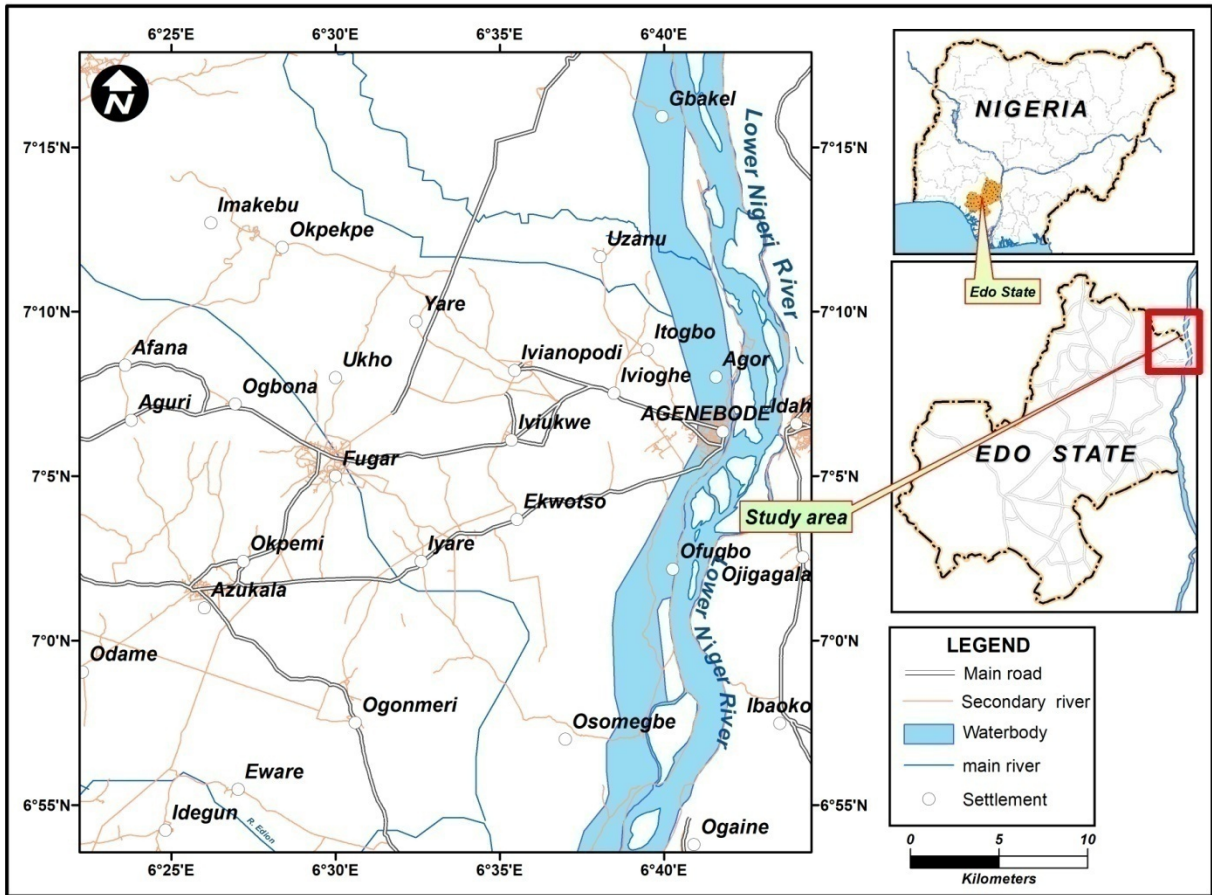 6°25'E 6°30'E 6°35'E 6°40'E
N
7°15'N
7°10'N
7°5'N
7°0'N
6°55'N
Gbakel
Lower Nigeri River
Imakebu
Okpekpe
Uzanu
Yare
Itogbo
Afana
Ukho
Ivianopodi
Agor
Ogbona
Ivioghe
Aguri
AGENEBODE
Idah
Iviukwe
Fugar
Ekwotso
Okpemi
Iyare
Ofugbo
Ojigagala
Azukala
Lower Niger River
Odame
Ogonmeri
Ibaoko
Osomegbe
Eware
Idegun
R. Edion
Ogaine
6°25'E 6°30'E 6°35'E 6°40'E
7°15'N
7°10'N
7°5'N
7°0'N
6°55'N
NIGERIA
Edo State
EDO STATE
Study area
LEGEND
Main road
Secondary river
Waterbody
main river
Settlement
0 5 10
Kilometers